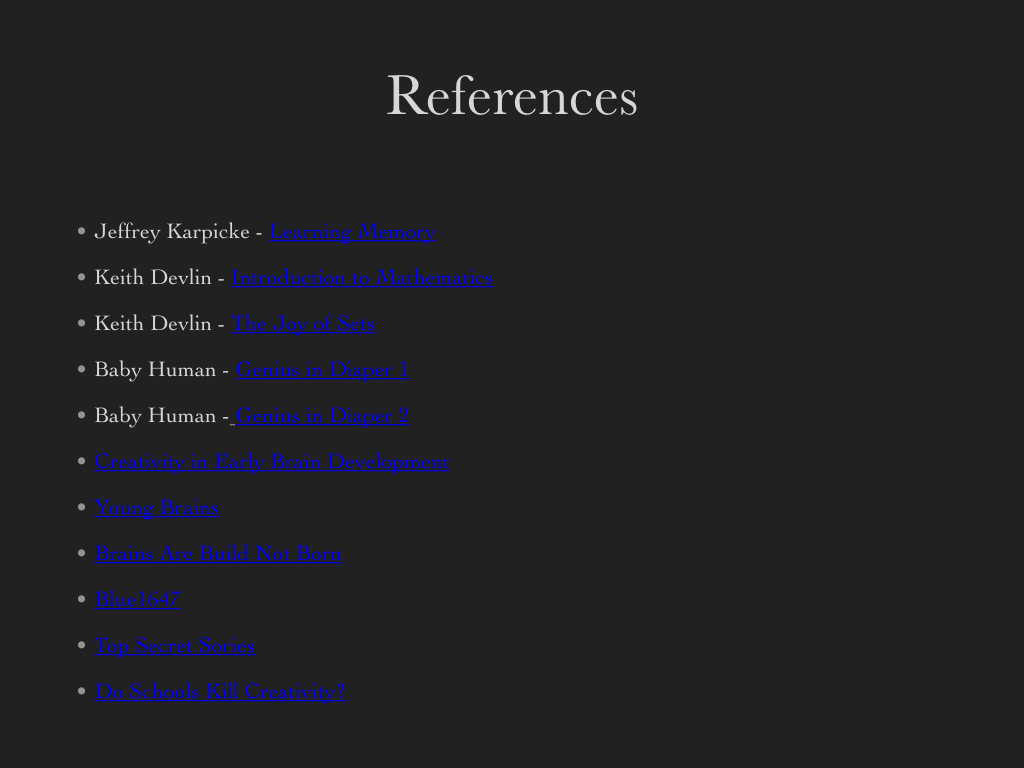 References
• Jeffrey Karpicke - Learning Memory
• Keith Devlin - Introduction to Mathematics
• Keith Devlin - The Joy of Sets
• Baby Human - Genius in Diaper 1
• Baby Human - Genius in Diaper 2
• Creativity in Early Brain Development
• Young Brains
• Brains Are Build Not Born
• Blue1647
• Top Secret Sories
• Do Schools Kill Creativity?